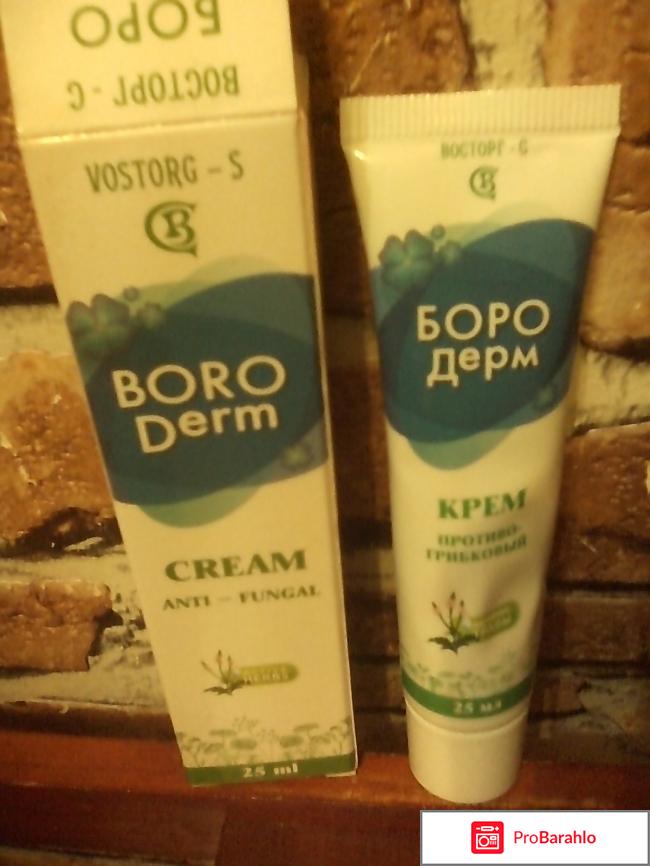 БОРО
ВОСТОРГ - С
VOSTORG – S
BORO
Derm
CREAM
ANTI – FUNGAL
HERBS
25 ml
ВОСТОРГ - С
БОРО
Дерм
КРЕМ
ПРОТИВО-
ГРИБКОВЫЙ
25 мл
ProBarahlo